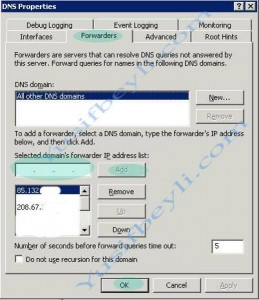 DNS Properties
Debug Logging
Event Logging
Monitoring
Interfaces
Forwarders
Advanced
Root Hints
Forwarders are servers that can resolve DNS queries not answered by
this server. Forward queries for names in the following DNS domains.
DNS domain:
All other DNS domains
New...
Remove
To add a forwarder, select a DNS domain, type the forwarder's IP address
below, and then click Add.
Selected domain's forwarder IP address list:
Add
85.132
208.67.
Remove
Up
Down
Number of seconds before forward queries time out:
5
Do not use recursion for this domain
OK
Cancel
Apply
Yusifbeyli.com